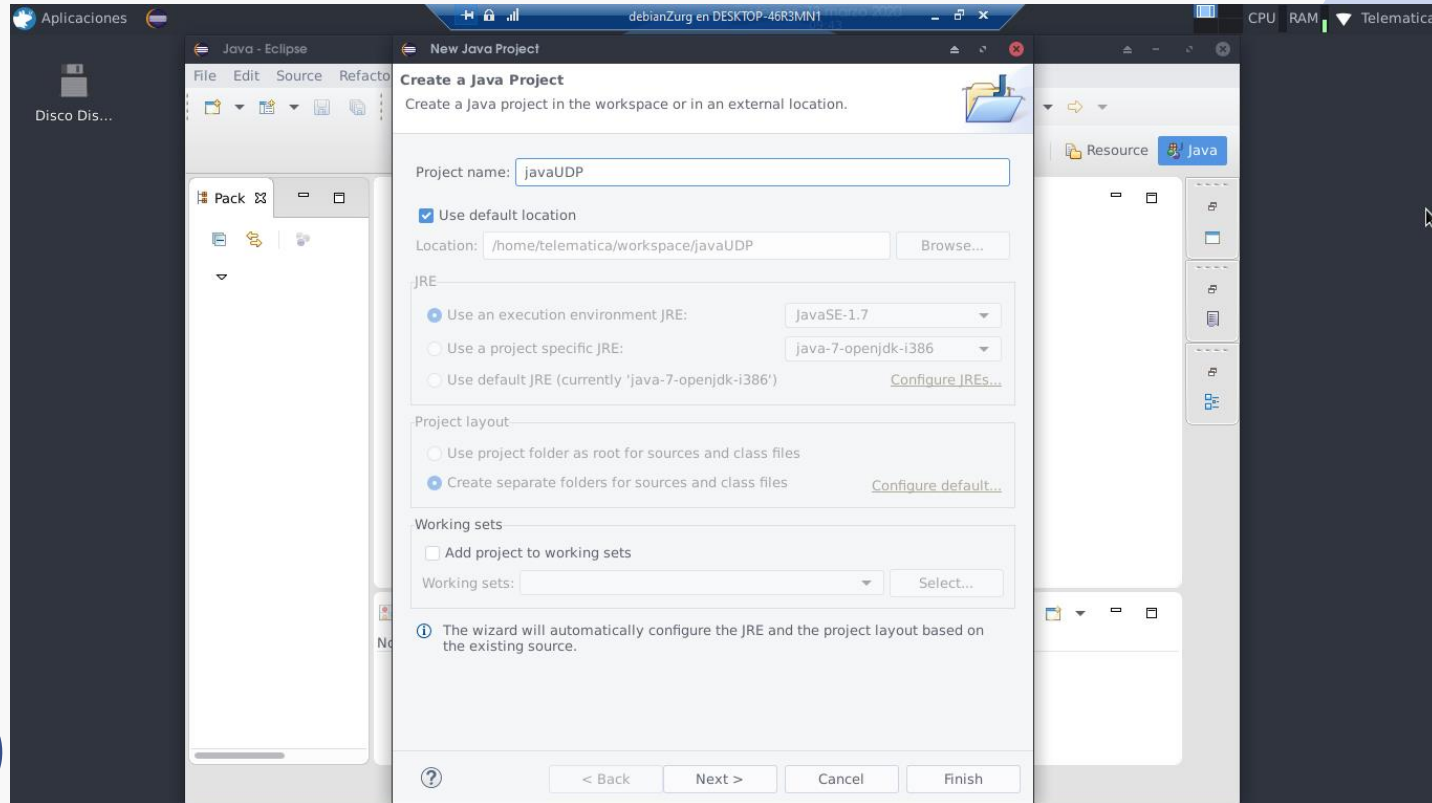 Aplicaciones
debianZurg en DESKTOP-46R3MN1
CPU RAM Telematica
Disco Dis...
Java - Eclipse
File Edit Source Refacto
New Java Project
Create a Java Project
Create a Java project in the workspace or in an external location.
Resource Java
Pack
Project name: javaUDP
Use default location
Location: /home/telematica/workspace/javaUDP Browse...
JRE
Use an execution environment JRE: JavaSE-1.7
Use a project specific JRE: java-7-openjdk-i386
Use default JRE (currently 'java-7-openjdk-i386') Configure JREs...
Project layout
Use project folder as root for sources and class files
Create separate folders for sources and class files Configure default...
Working sets
Add project to working sets
Working sets: Select...
No
The wizard will automatically configure the JRE and the project layout based on
the existing source.
? < Back Next > Cancel Finish